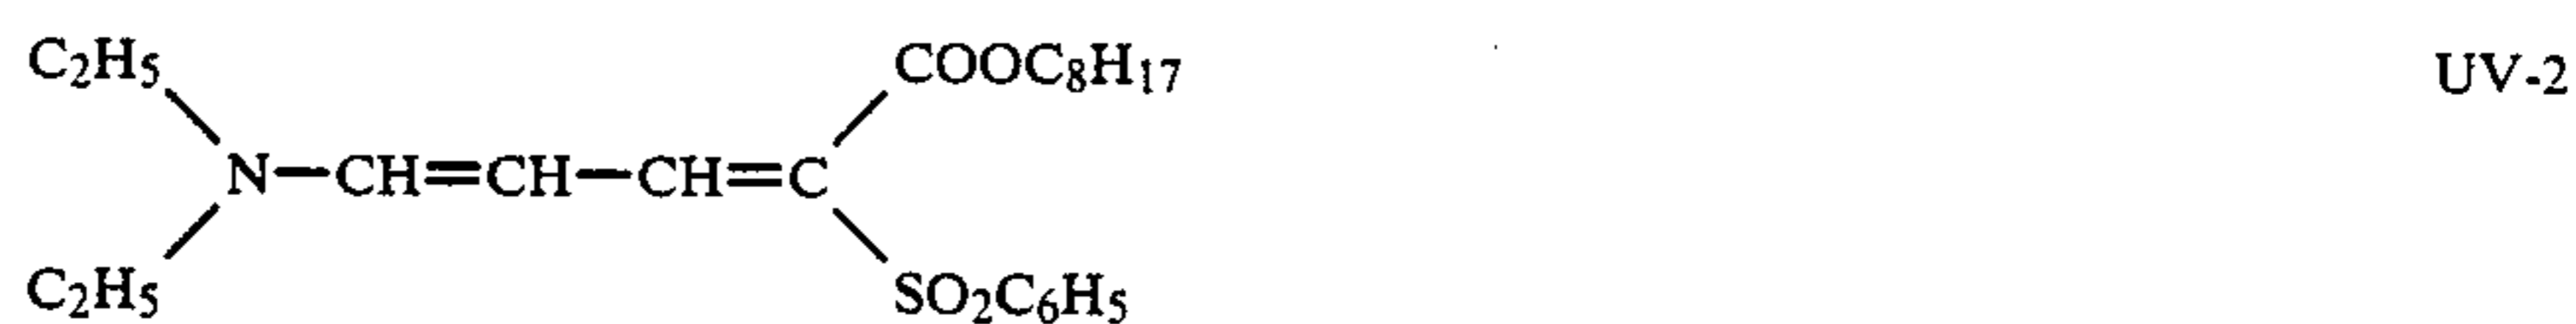 C₂H₅ COOC₈H₁₇ UV-2
N—CH=CH—CH=C
C₂H₅ SO₂C₆H₅